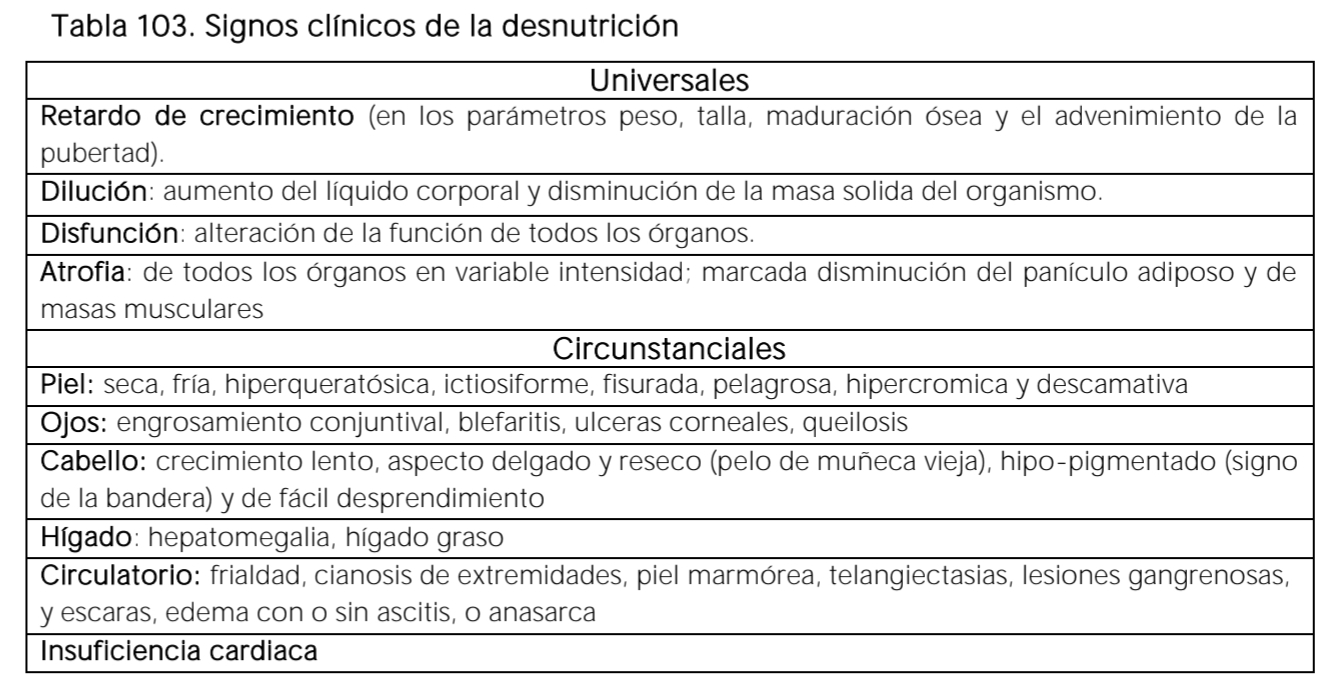 Tabla 103. Signos clínicos de la desnutrición
Universales
Retardo de crecimiento (en los parámetros peso, talla, maduración ósea y el advenimiento de la
pubertad).
Dilución: aumento del líquido corporal y disminución de la masa solida del organismo.
Disfunción: alteración de la función de todos los órganos.
Atrofia: de todos los órganos en variable intensidad; marcada disminución del panículo adiposo y de
masas musculares
Circunstanciales
Piel: seca, fría, hiperqueratósica, ictiosiforme, fisurada, pelagrosa, hipercromica y descamativa
Ojos: engrosamiento conjuntival, blefaritis, ulceras corneales, queilosis
Cabello: crecimiento lento, aspecto delgado y reseco (pelo de muñeca vieja), hipo-pigmentado (signo
de la bandera) y de fácil desprendimiento
Hígado: hepatomegalia, hígado graso
Circulatorio: frialdad, cianosis de extremidades, piel marmórea, telangiectasias, lesiones gangrenosas,
y escaras, edema con o sin ascitis, o anasarca
Insuficiencia cardiaca